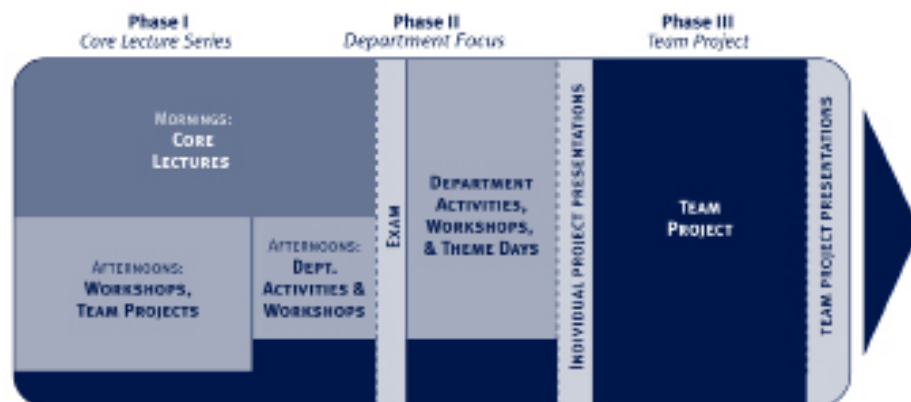 Phase I
Core Lecture Series
Phase II
Department Focus
Phase III
Team Project
MORNINGS:
CORE
LECTURES
AFTERNOONS:
WORKSHOPS,
TEAM PROJECTS
AFTERNOONS:
DEPT.
ACTIVITIES &
WORKSHOPS
EXAM
DEPARTMENT
ACTIVITIES,
WORKSHOPS,
& THEME DAYS
INDIVIDUAL PROJECT PRESENTATIONS
TEAM
PROJECT
TEAM PROJECT PRESENTATIONS